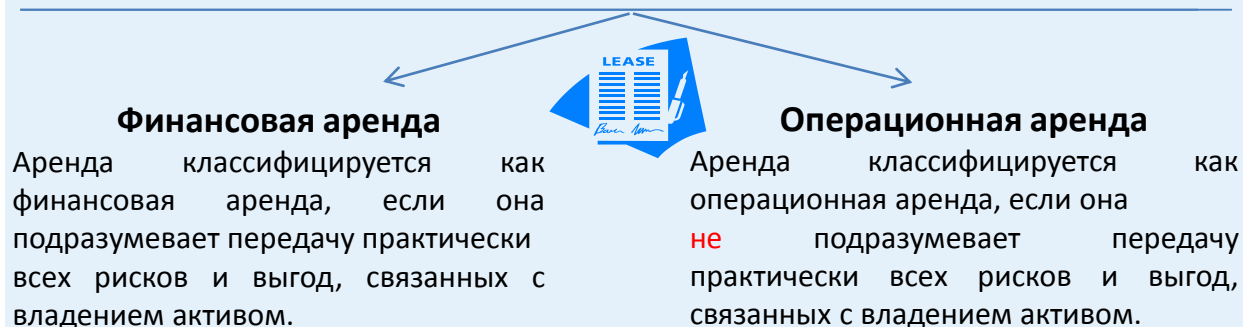 LEASE
Финансовая аренда
Аренда классифицируется как
финансовая аренда, если она
подразумевает передачу практически
всех рисков и выгод, связанных с
владением активом.
Операционная аренда
Аренда классифицируется как
операционная аренда, если она
не подразумевает передачу
практически всех рисков и выгод,
связанных с владением активом.